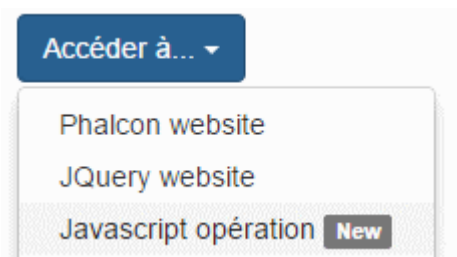 Accéder à...
Phalcon website
JQuery website
Javascript opération New